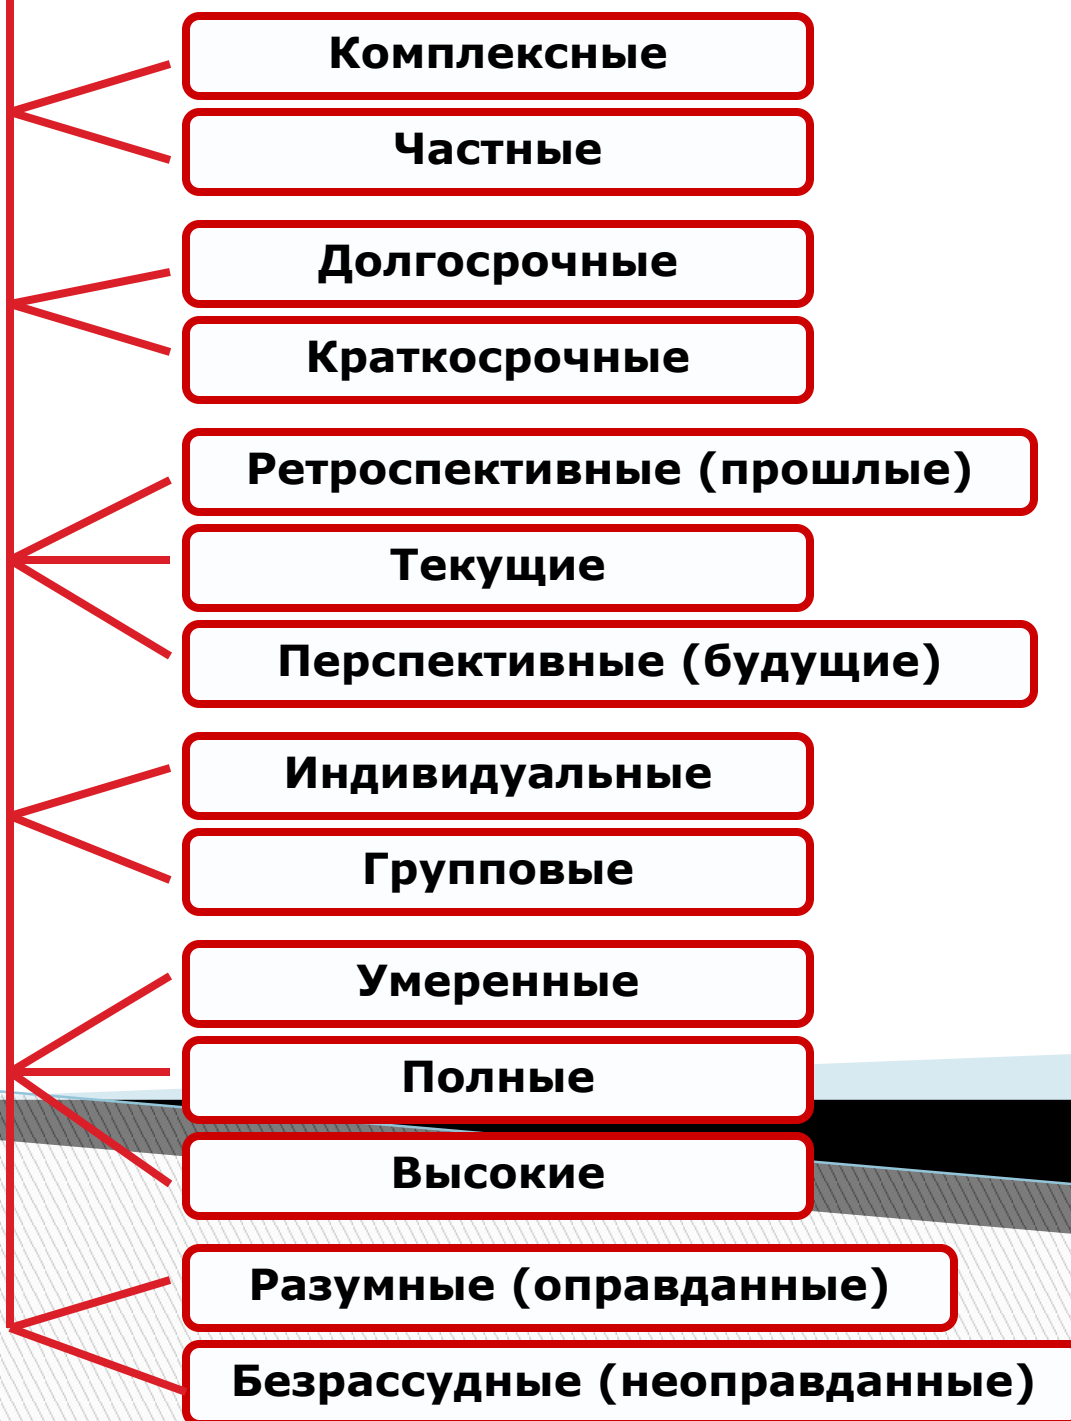 Комплексные
Частные
Долгосрочные
Краткосрочные
Ретроспективные (прошлые)
Текущие
Перспективные (будущие)
Индивидуальные
Групповые
Умеренные
Полные
Высокие
Разумные (оправданные)
Безрассудные (неоправданные)